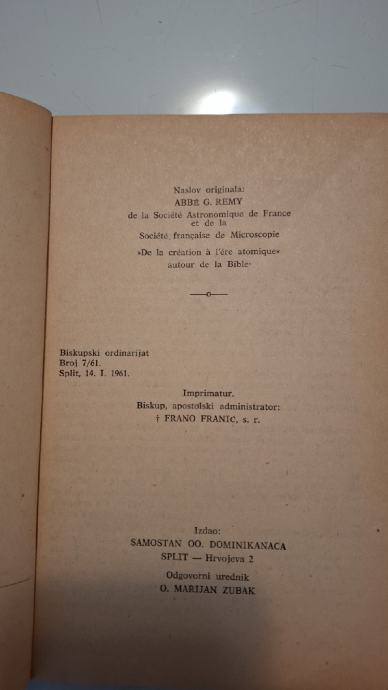 Naslov originala:
ABBÉ G. REMY
de la Société Astronomique de France
et de la
Société française de Microscopie
»De la création à l'ére atomique«
autour de la Bible
Biskupski ordinarijat
Broj 7/61.
Split, 14. I. 1961.
Imprimatur.
Biskup, apostolski administrator:
† FRANO FRANIC, s. r.
Izdao:
SAMOSTAN OO. DOMINIKANACA
SPLIT — Hrvojeva 2
Odgovorni urednik
O. MARIJAN ZUBAK